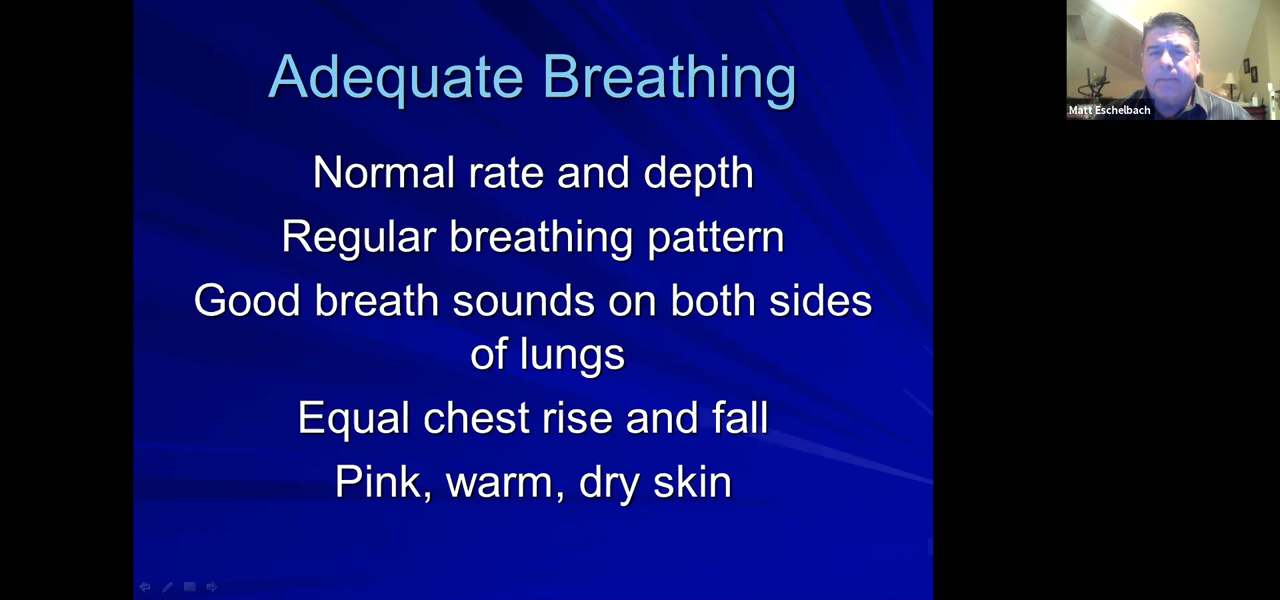 Adequate Breathing
Normal rate and depth
Regular breathing pattern
Good breath sounds on both sides
of lungs
Equal chest rise and fall
Pink, warm, dry skin
Matt Eschelbach